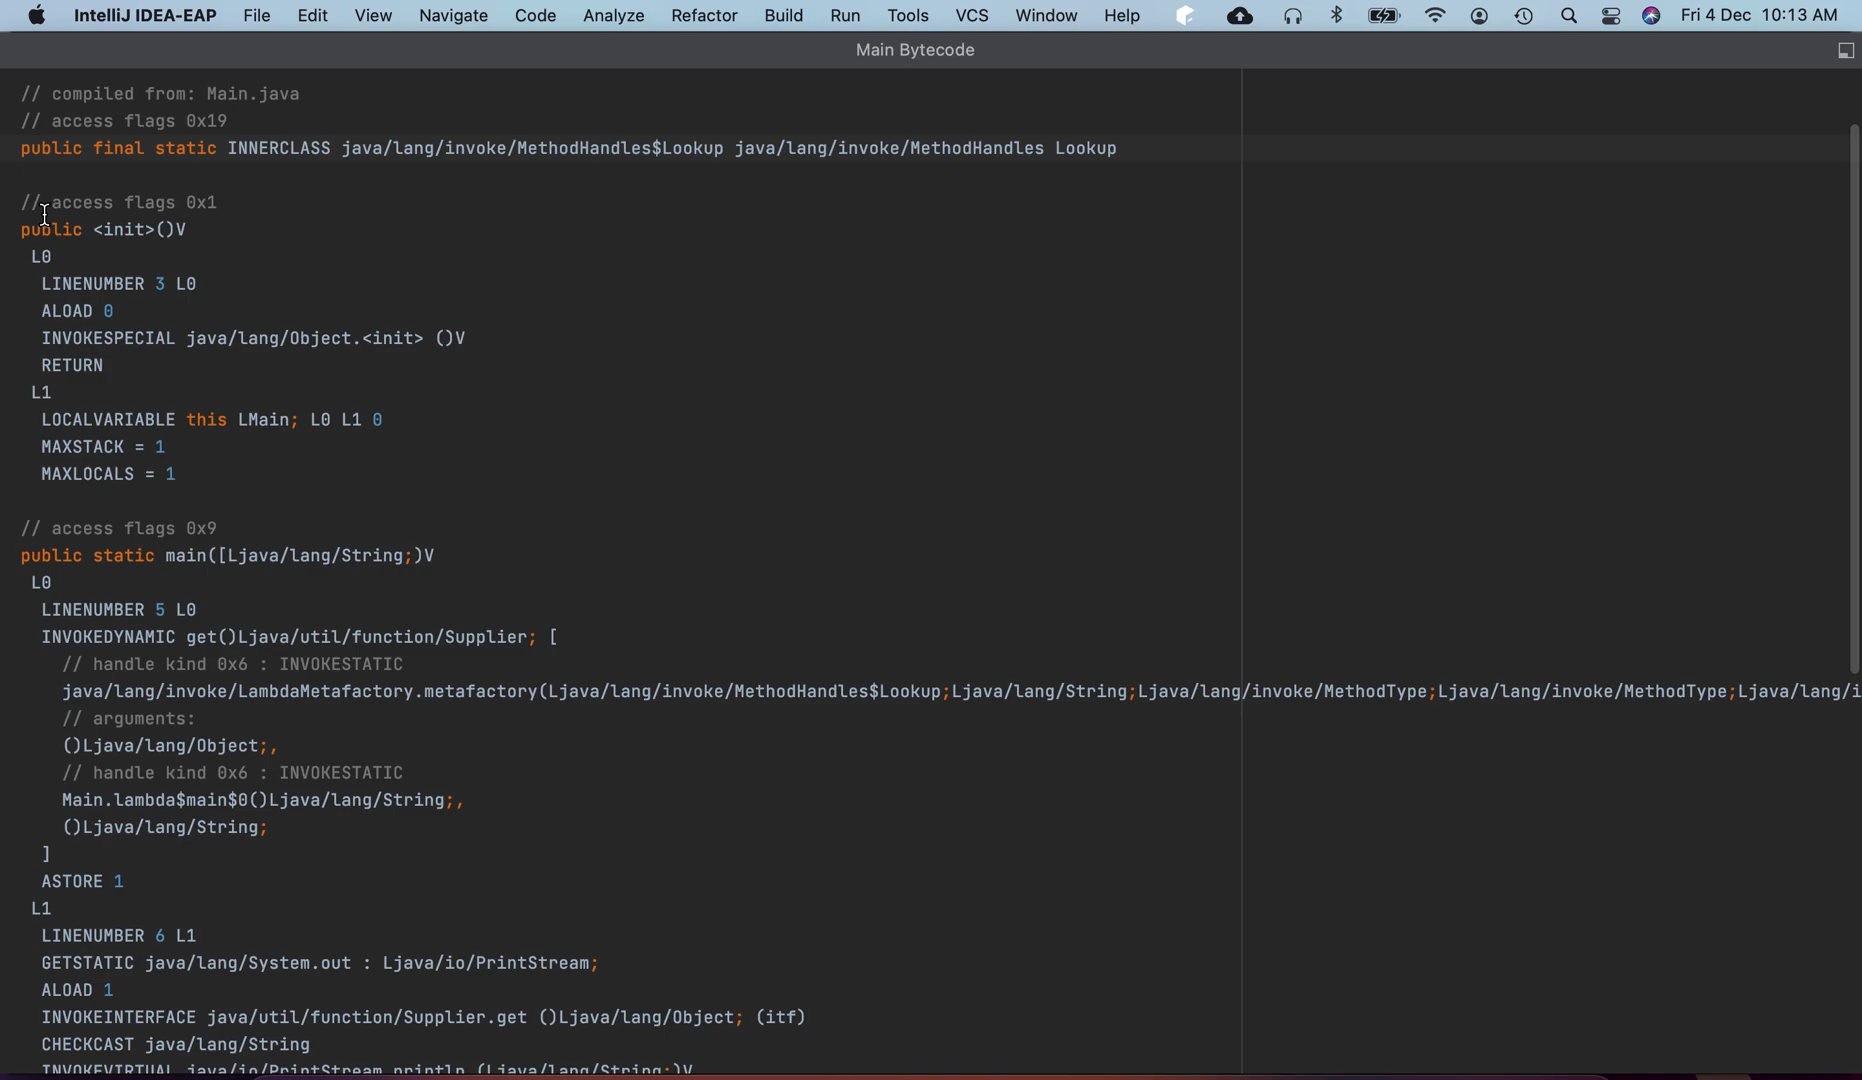 IntelliJ IDEA-EAP File Edit View Navigate Code Analyze Refactor Build Run Tools VCS Window Help Fri 4 Dec 10:13 AM
Main Bytecode
// compiled from: Main.java
// access flags 0x19
public final static INNERCLASS java/lang/invoke/MethodHandles$Lookup java/lang/invoke/MethodHandles Lookup
// access flags 0x1
public <init>()V
L0
LINENUMBER 3 L0
ALOAD 0
INVOKESPECIAL java/lang/Object.<init> ()V
RETURN
L1
LOCALVARIABLE this LMain; L0 L1 0
MAXSTACK = 1
MAXLOCALS = 1
// access flags 0x9
public static main([Ljava/lang/String;)V
L0
LINENUMBER 5 L0
INVOKEDYNAMIC get()Ljava/util/function/Supplier; [
// handle kind 0x6 : INVOKESTATIC
java/lang/invoke/LambdaMetafactory.metafactory(Ljava/lang/invoke/MethodHandles$Lookup;Ljava/lang/String;Ljava/lang/invoke/MethodType;Ljava/lang/invoke/MethodType;Ljava/lang/i
// arguments:
()Ljava/lang/Object;,
// handle kind 0x6 : INVOKESTATIC
Main.lambda$main$0()Ljava/lang/String;,
()Ljava/lang/String;
]
ASTORE 1
L1
LINENUMBER 6 L1
GETSTATIC java/lang/System.out : Ljava/io/PrintStream;
ALOAD 1
INVOKEINTERFACE java/util/function/Supplier.get ()Ljava/lang/Object; (itf)
CHECKCAST java/lang/String
INVOKEVIRTUAL java/io/PrintStream.println (Ljava/lang/String;)V